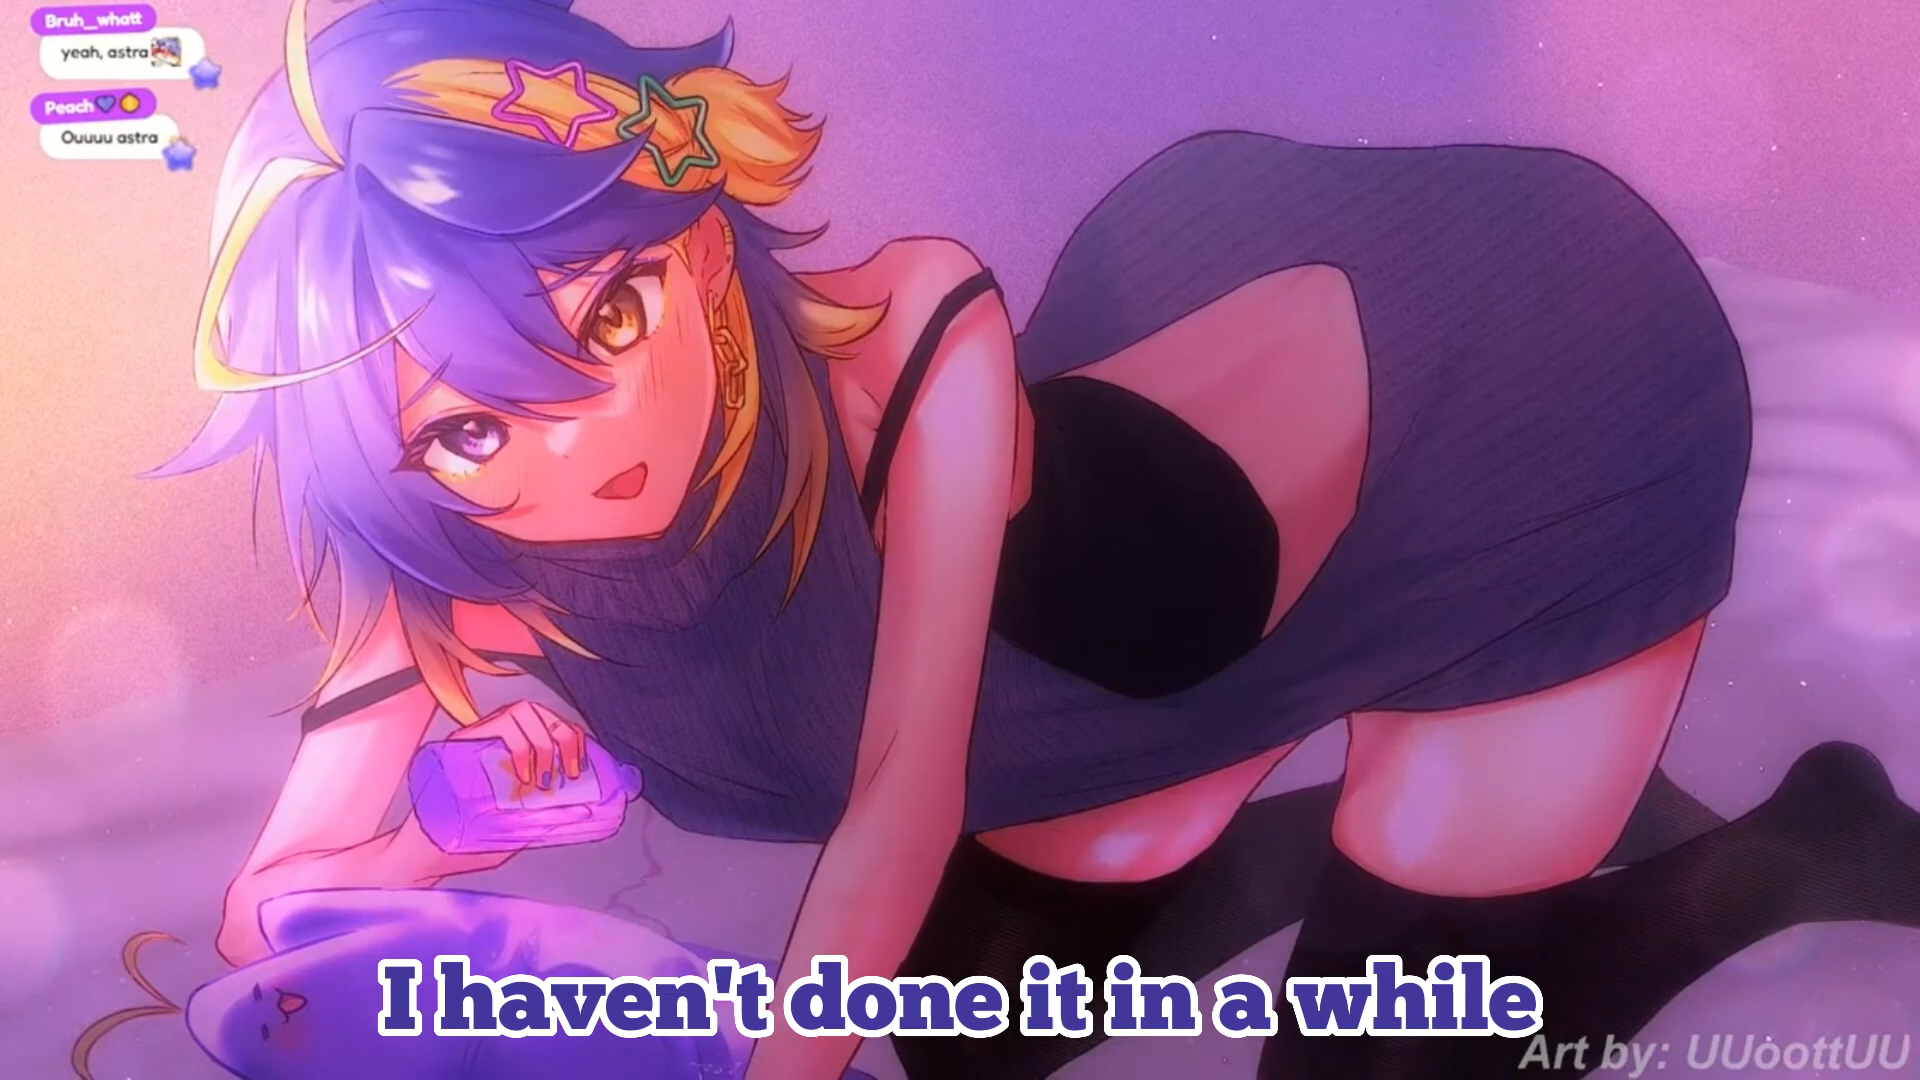 Bruh_whatt
yeah, astra
Peach
Ouuuu astra
I haven't done it in a while
Art by: UUoottUU